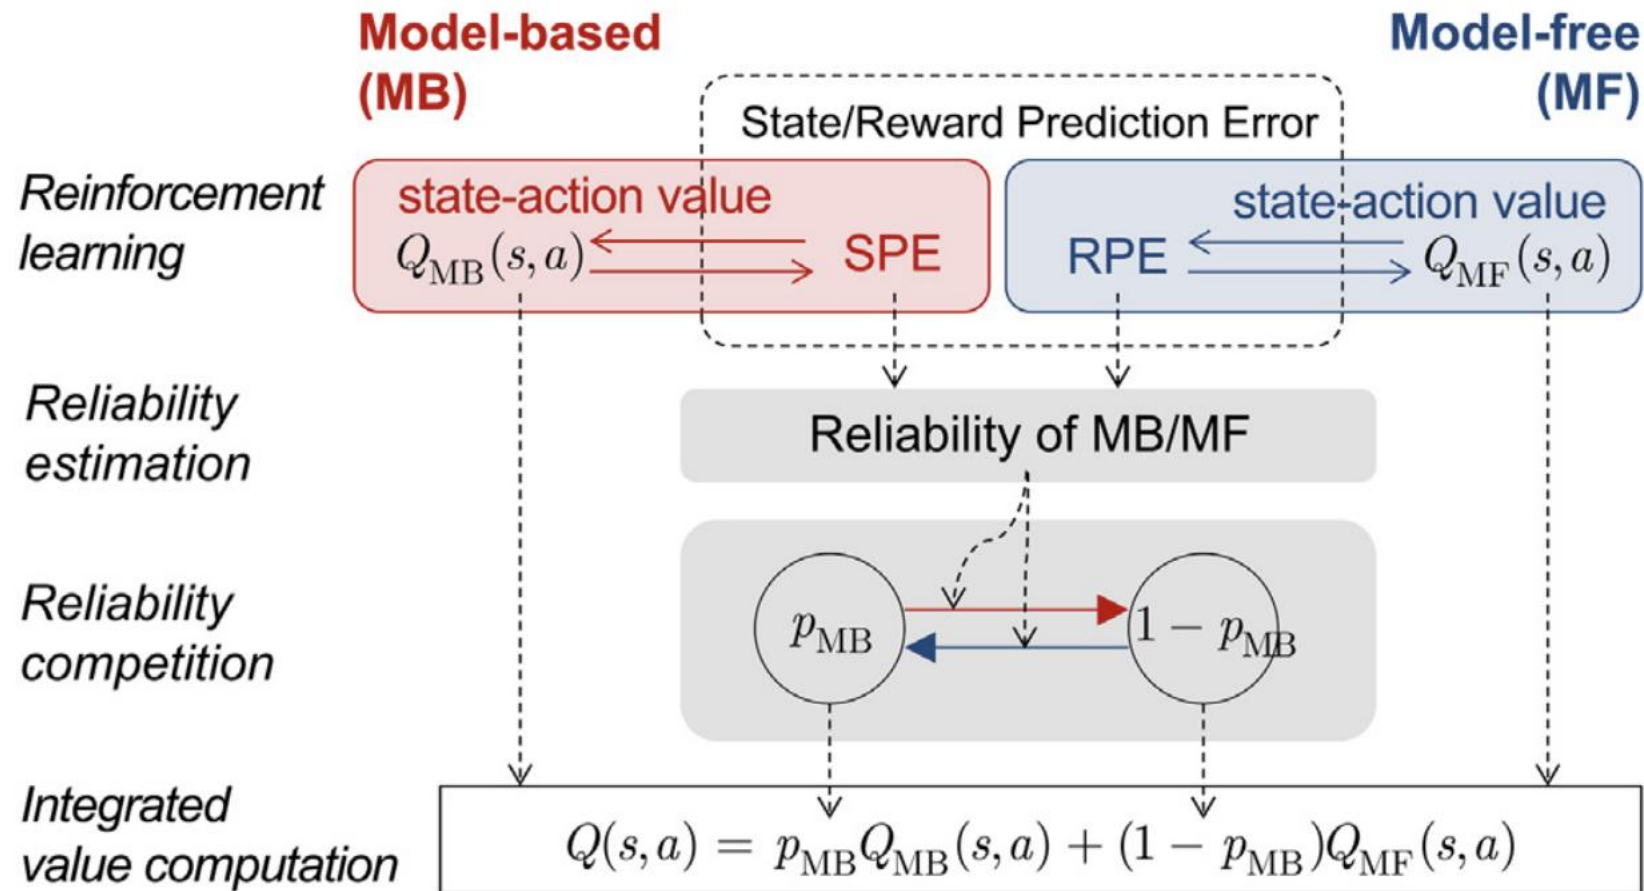 Model-based
(MB)
Model-free
(MF)
State/Reward Prediction Error
Reinforcement
learning
state-action value
Q_MB(s, a)
SPE
RPE
state-action value
Q_MF(s, a)
Reliability
estimation
Reliability of MB/MF
Reliability
competition
p_MB
1 − p_MB
Integrated
value computation
Q(s, a) = p_MB Q_MB(s, a) + (1 − p_MB)Q_MF(s, a)